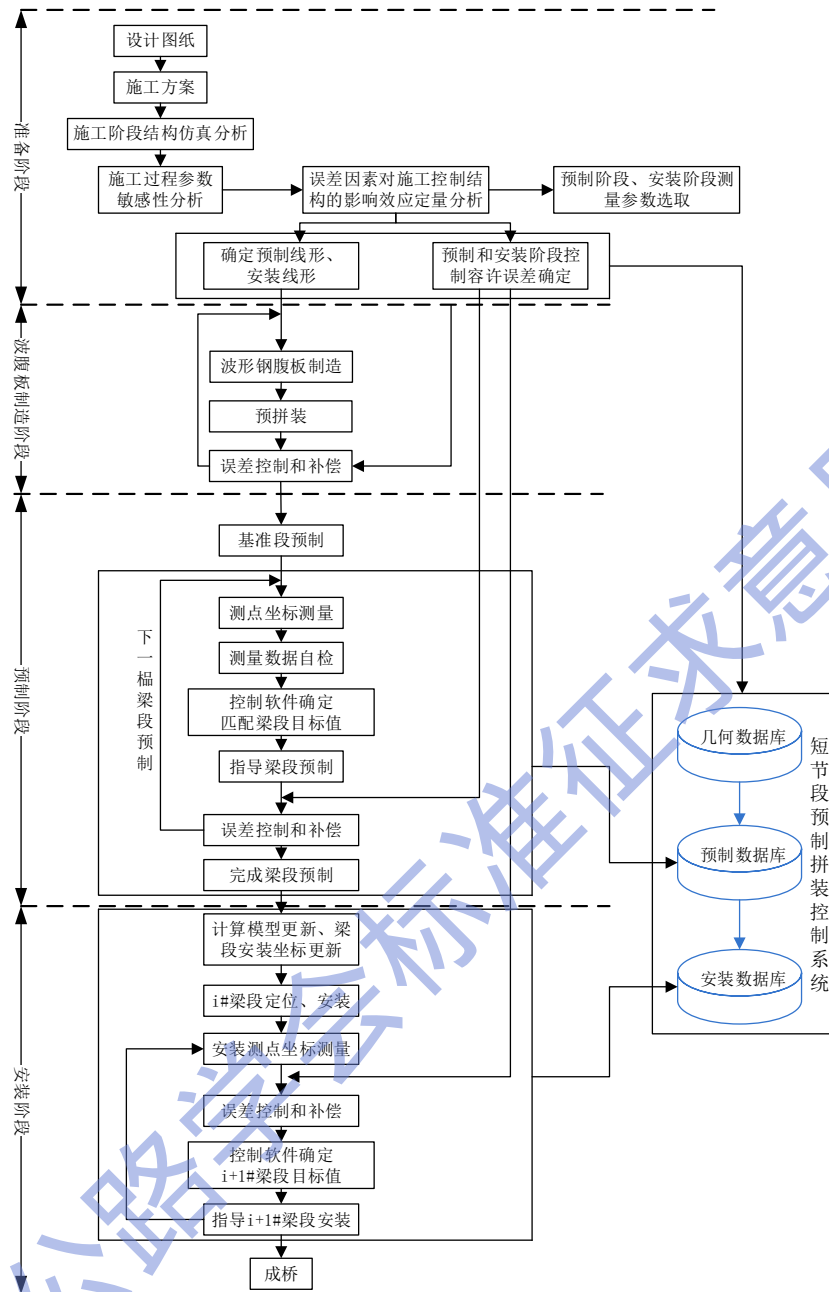 设计图纸
施工方案
施工阶段结构仿真分析
施工过程参数
敏感性分析
误差因素对施工控制结
构的影响效应定量分析
预制阶段、安装阶段测
量参数选取
确定预制线形、
安装线形
预制和安装阶段控
制容许误差确定
准备阶段
波形钢腹板制造
预拼装
误差控制和补偿
波腹板制造阶段
基准段预制
测点坐标测量
测量数据自检
控制软件确定
匹配梁段目标值
指导梁段预制
误差控制和补偿
完成梁段预制
下一榀梁段预制
预制阶段
计算模型更新、梁
段安装坐标更新
i#梁段定位、安装
安装测点坐标测量
误差控制和补偿
控制软件确定
i+1#梁段目标值
指导i+1#梁段安装
成桥
安装阶段
几何数据库
预制数据库
安装数据库
短节段预制拼装控制系统
公路学会标准征求意